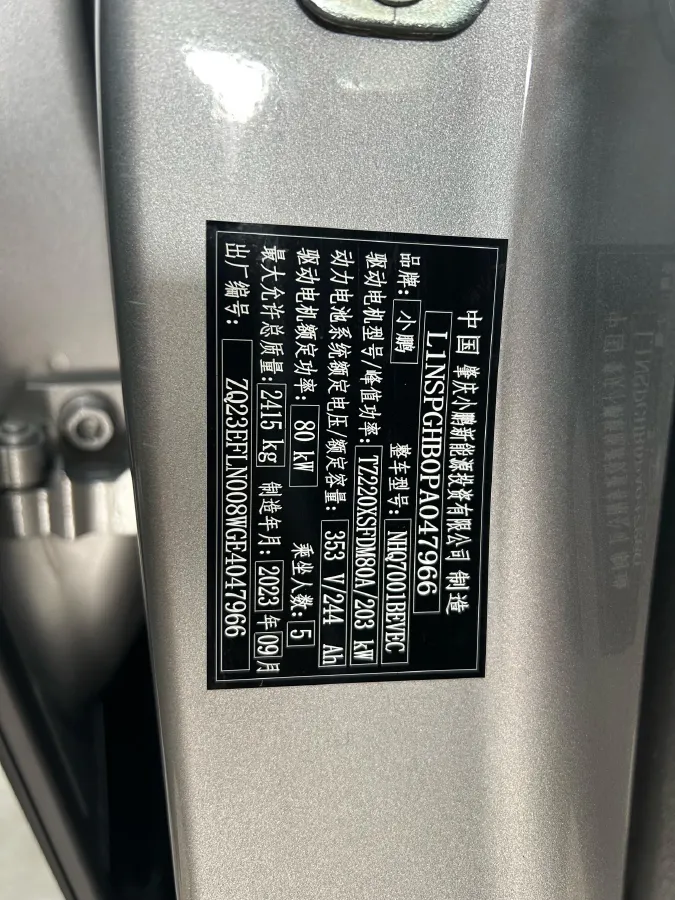 中国 肇庆小鹏新能源投资有限公司 制造
L1NSPGHB0PA047966
品牌: 小鹏 整车型号: NHQ7001BEVEC
驱动电机型号/峰值功率: TZ220XSFDM80A/203 kW
动力电池系统额定电压/额定容量: 353 V/244 Ah
驱动电机额定功率: 80 kW 乘坐人数: 5
最大允许总质量: 2415 kg 制造年月: 2023 年 09 月
出厂编号: ZQ23EFLN008WGE4047966